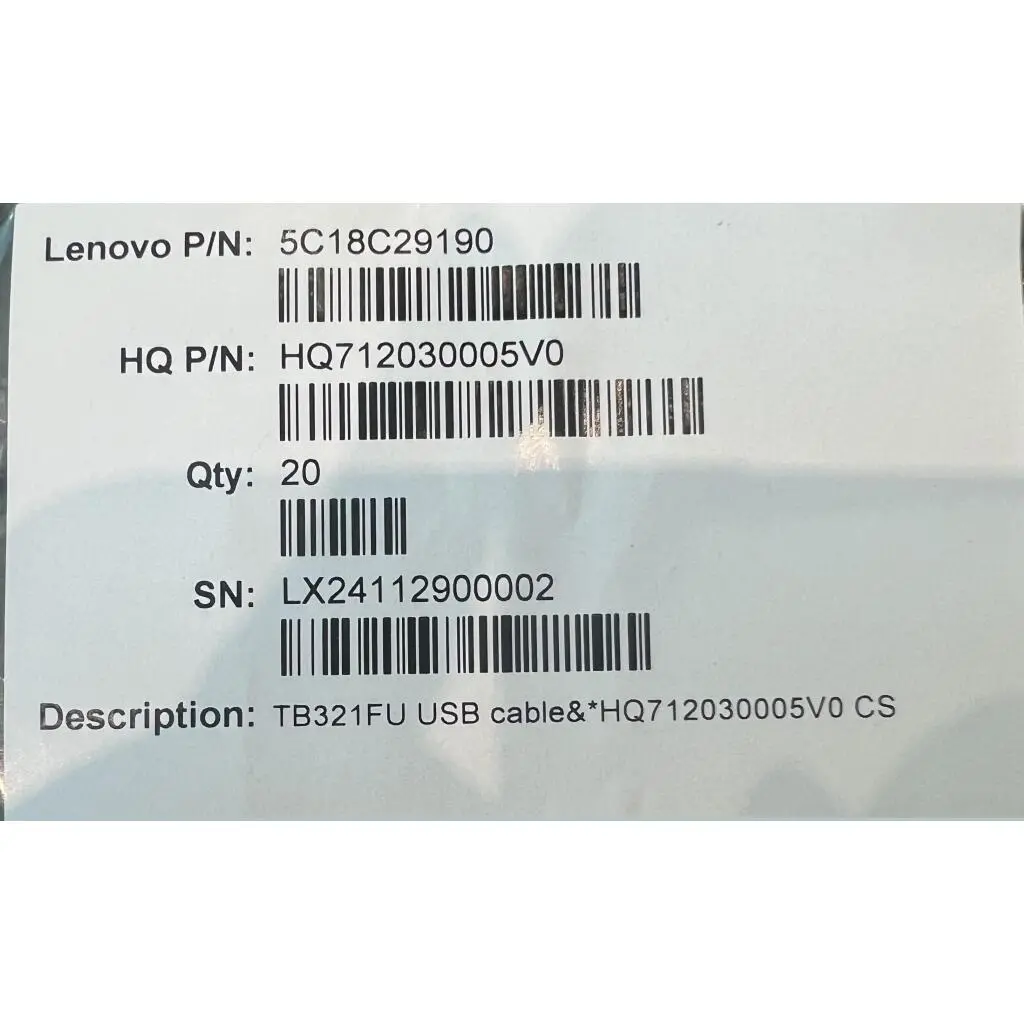 Lenovo P/N: 5C18C29190
HQ P/N: HQ712030005V0
Qty: 20
SN: LX24112900002
Description: TB321FU USB cable&*HQ712030005V0 CS